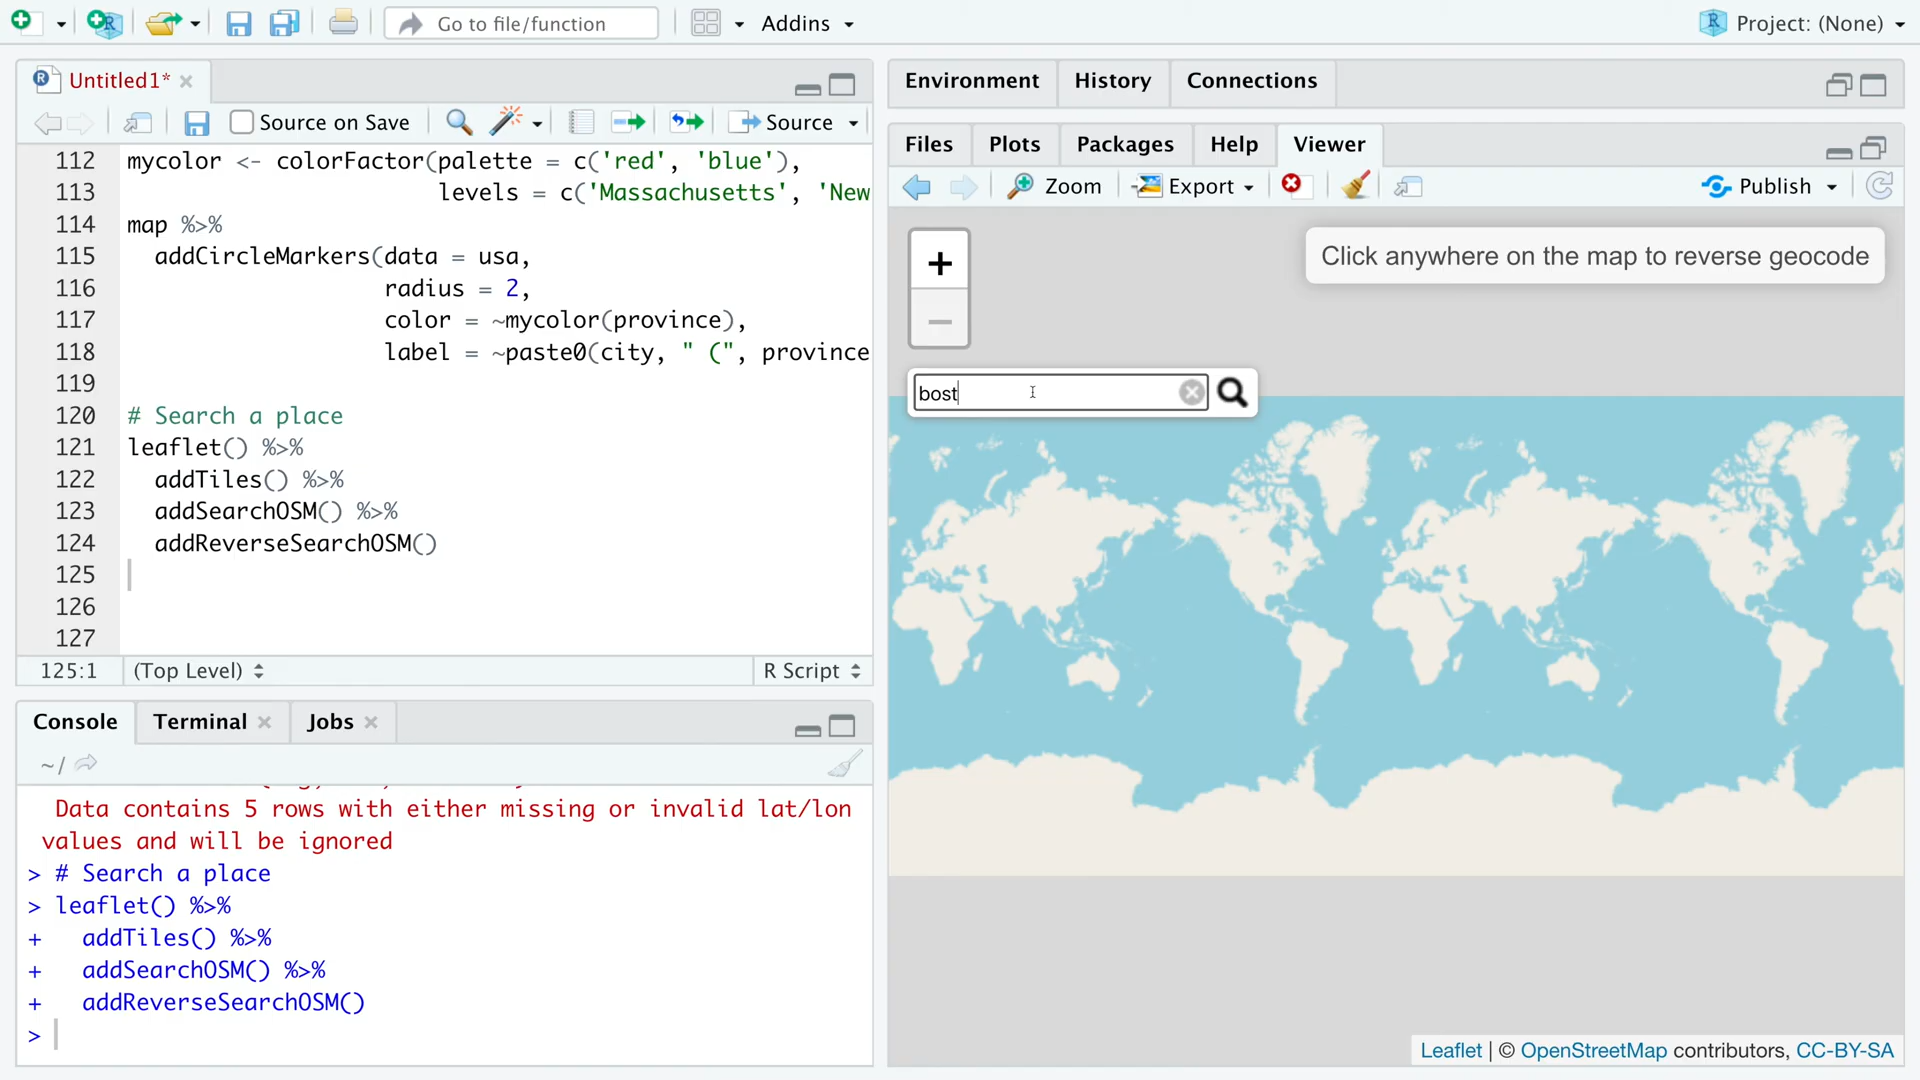 Go to file/function
Addins
Project: (None)
Untitled1*
Source on Save
Source
112 mycolor <- colorFactor(palette = c('red', 'blue'),
113 levels = c('Massachusetts', 'New
114 map %>%
115 addCircleMarkers(data = usa,
116 radius = 2,
117 color = ~mycolor(province),
118 label = ~paste0(city, " (", province
119
120 # Search a place
121 leaflet() %>%
122 addTiles() %>%
123 addSearchOSM() %>%
124 addReverseSearchOSM()
125
126
127
125:1 (Top Level) R Script
Console Terminal Jobs
~/
Data contains 5 rows with either missing or invalid lat/lon
values and will be ignored
> # Search a place
> leaflet() %>%
+ addTiles() %>%
+ addSearchOSM() %>%
+ addReverseSearchOSM()
>
Environment History Connections
Files Plots Packages Help Viewer
Zoom Export Publish
+
Click anywhere on the map to reverse geocode
−
bost
Leaflet | © OpenStreetMap contributors, CC-BY-SA